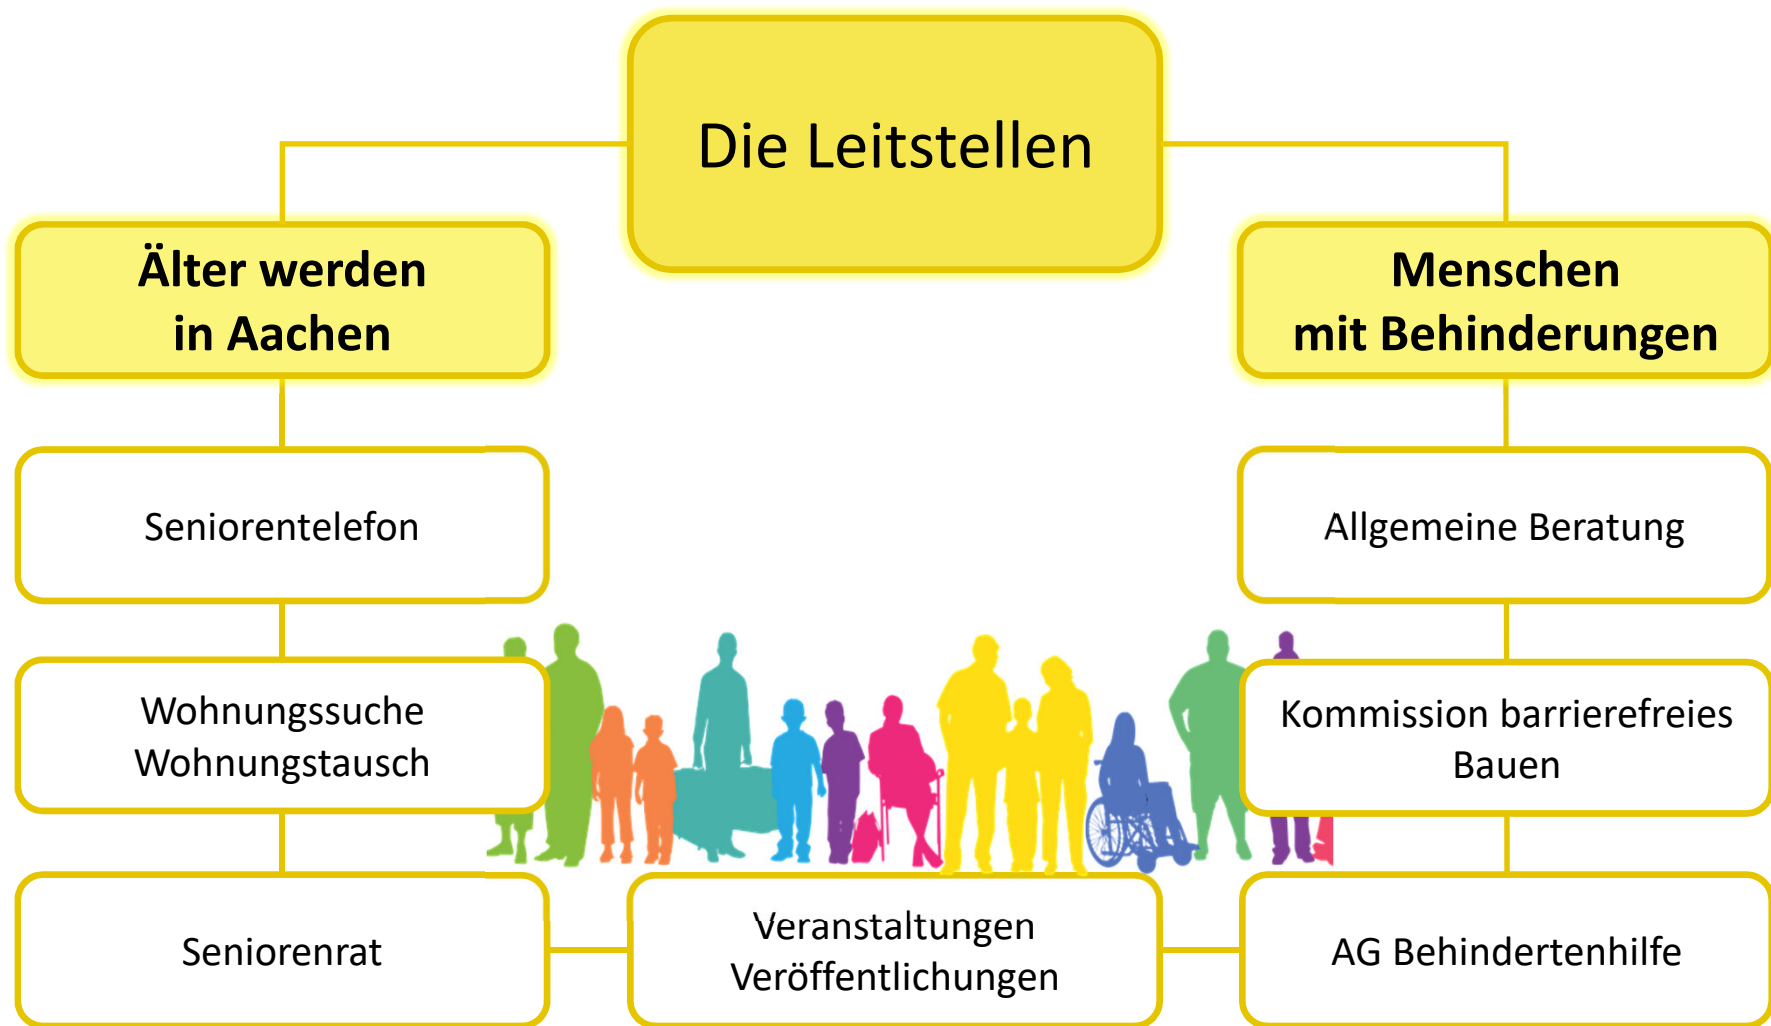 Die Leitstellen
Älter werden
in Aachen
Menschen
mit Behinderungen
Seniorentelefon
Allgemeine Beratung
Wohnungssuche
Wohnungstausch
Kommission barrierefreies
Bauen
Seniorenrat
Veranstaltungen
Veröffentlichungen
AG Behindertenhilfe